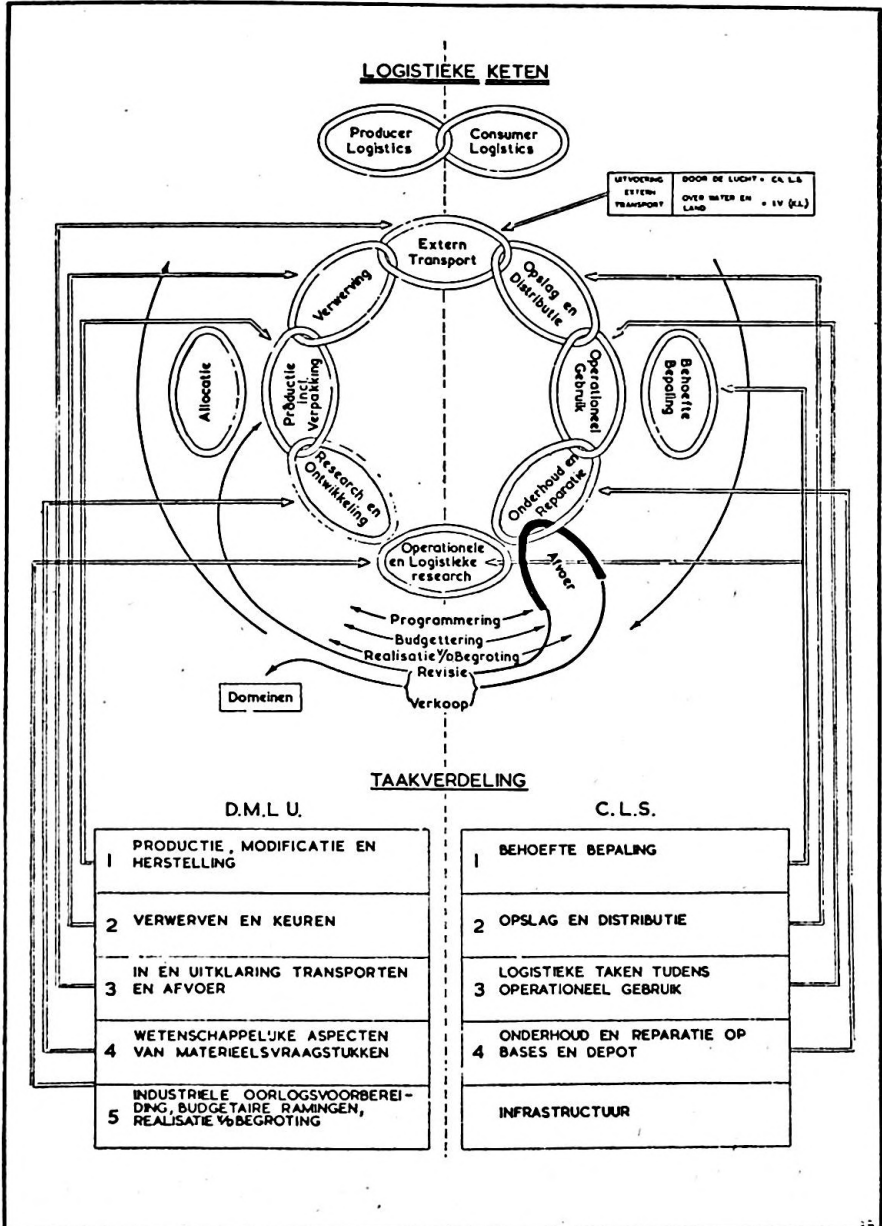 LOGISTIEKE KETEN
Producer
Logistics
Consumer
Logistics
UITVOERING
EXTERN
TRANSPORT
DOOR DE LUCHT = C.L.S.
OVER WATER EN
LAND = I.V (K.L.)
Extern
Transport
Verwerving
Opslag en
Distributie
Allocatie
Productie
incl.
Verpakking
Operationeel
Gebruik
Behoefte
Bepaling
Research en
Ontwikkeling
Onderhoud en
Reparatie
Operationele
en Logistieke
research
Afvoer
Programmering
Budgettering
Realisatie v/d Begroting
Revisie
Verkoop
Domeinen
TAAKVERDELING
D.M.L U.
1 PRODUCTIE, MODIFICATIE EN
HERSTELLING
2 VERWERVEN EN KEUREN
3 IN EN UITKLARING TRANSPORTEN
EN AFVOER
4 WETENSCHAPPELIJKE ASPECTEN
VAN MATERIEELSVRAAGSTUKKEN
5 INDUSTRIELE OORLOGSVOORBEREI-
DING, BUDGETAIRE RAMINGEN,
REALISATIE v/d BEGROTING
C.L.S.
1 BEHOEFTE BEPALING
2 OPSLAG EN DISTRIBUTIE
3 LOGISTIEKE TAKEN TIJDENS
OPERATIONEEL GEBRUIK
4 ONDERHOUD EN REPARATIE OP
BASES EN DEPOT
INFRASTRUCTUUR